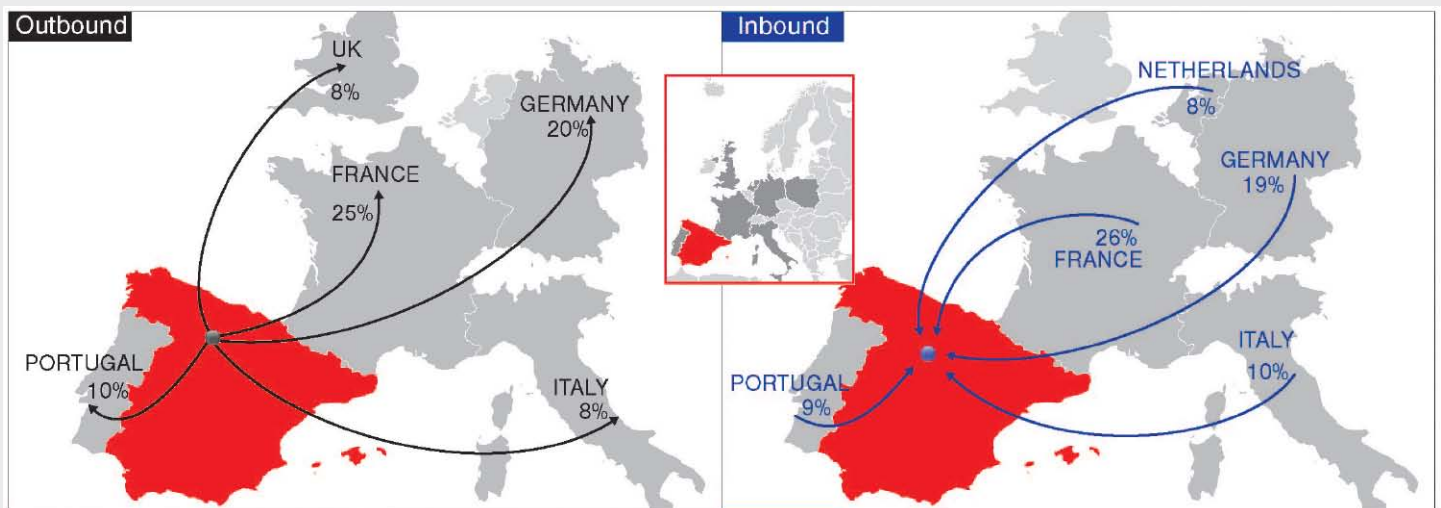 Outbound
UK
8%
GERMANY
20%
FRANCE
25%
PORTUGAL
10%
ITALY
8%
Inbound
NETHERLANDS
8%
GERMANY
19%
26%
FRANCE
ITALY
10%
PORTUGAL
9%